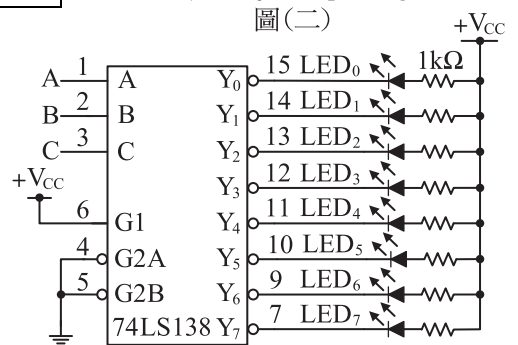 圖(二)
+VCC
A 1 A Y0 15 LED0 1kΩ
B 2 B Y1 14 LED1
C 3 C Y2 13 LED2
+VCC Y3 12 LED3
6 G1 Y4 11 LED4
4 G2A Y5 10 LED5
5 G2B Y6 9 LED6
74LS138 Y7 7 LED7